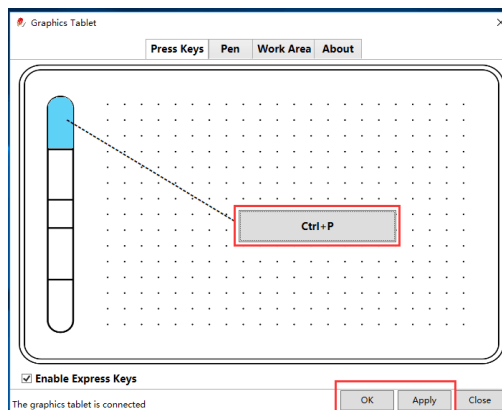 Graphics Tablet
Press Keys Pen Work Area About
Ctrl+P
Enable Express Keys
The graphics tablet is connected
OK Apply Close